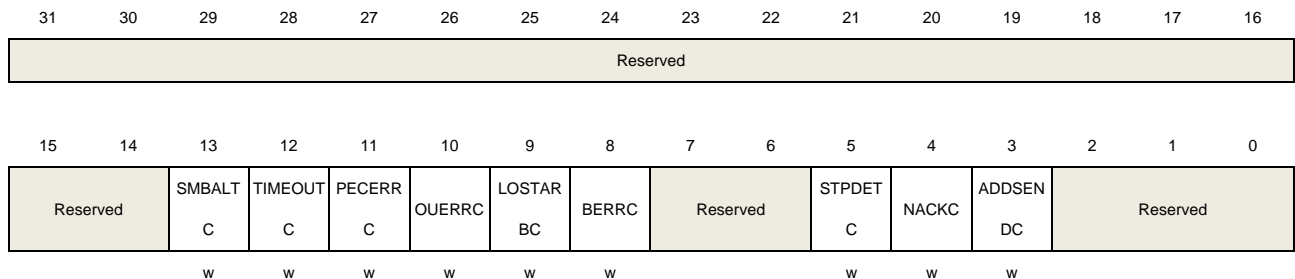 31 30 29 28 27 26 25 24 23 22 21 20 19 18 17 16
Reserved
15 14 13 12 11 10 9 8 7 6 5 4 3 2 1 0
Reserved SMBALT TIMEOUT PECERR OUERRC LOSTAR BERRC Reserved STPDET NACKC ADDSEN Reserved
C C C BC C DC
w w w w w w w w w